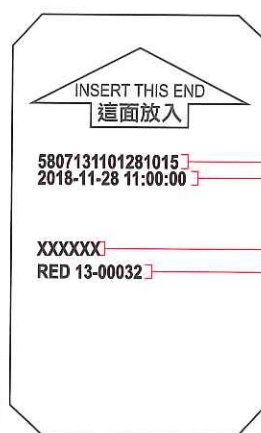 INSERT THIS END
這面放入
5807131101281015
2018-11-28 11:00:00
XXXXXX
RED 13-00032